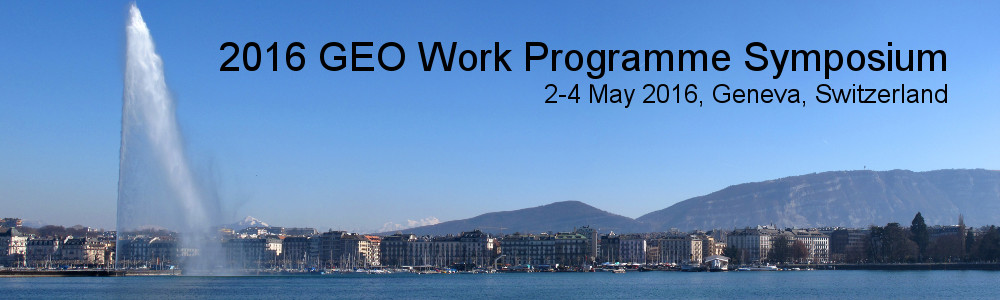 2016 GEO Work Programme Symposium
2-4 May 2016, Geneva, Switzerland